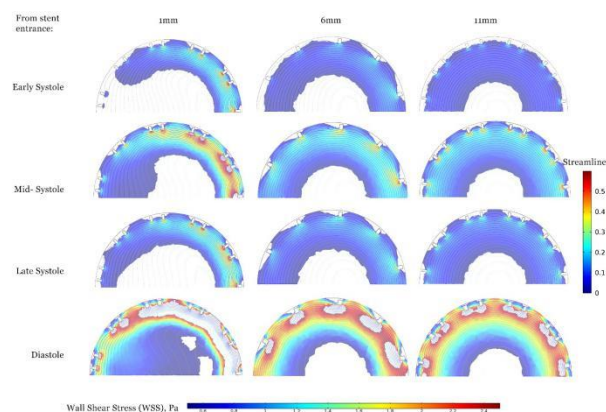 From stent
entrance:
1mm
6mm
11mm
Early Systole
Mid- Systole
Streamline
0.5
0.4
0.3
0.2
0.1
0
Late Systole
Diastole
Wall Shear Stress (WSS), Pa